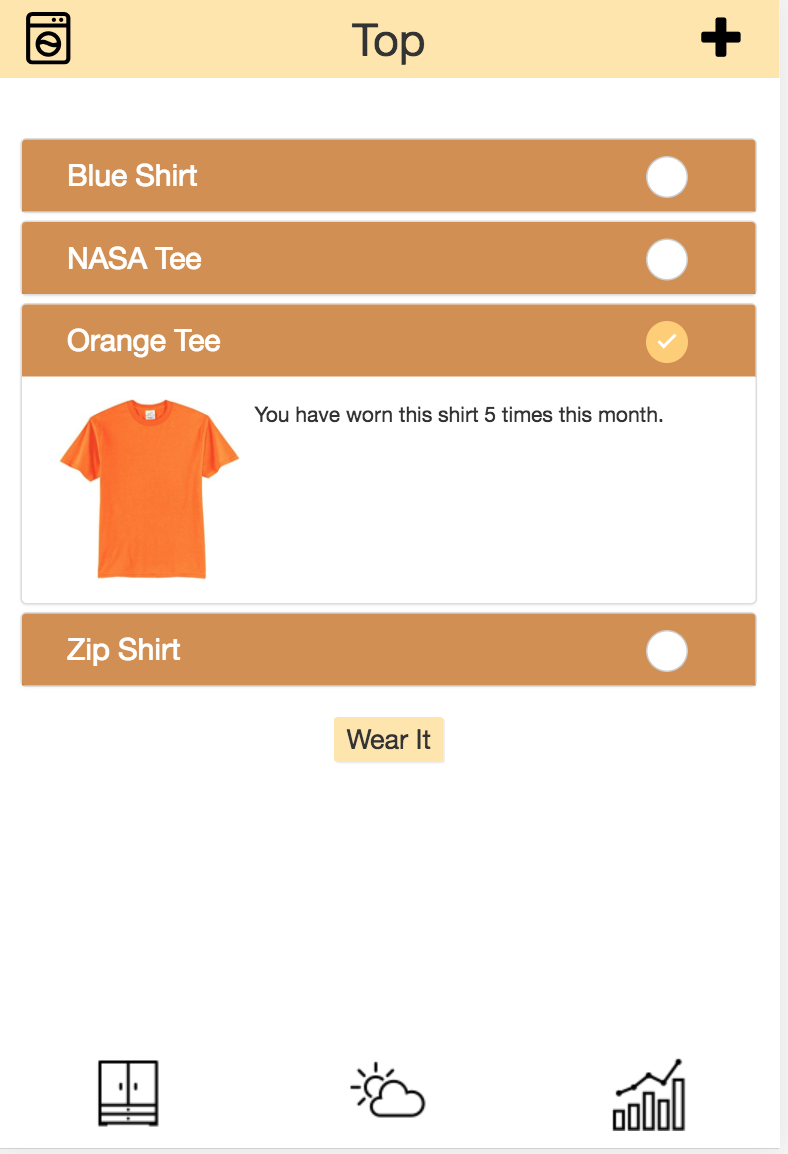 Top
Blue Shirt
NASA Tee
Orange Tee
You have worn this shirt 5 times this month.
Zip Shirt
Wear It